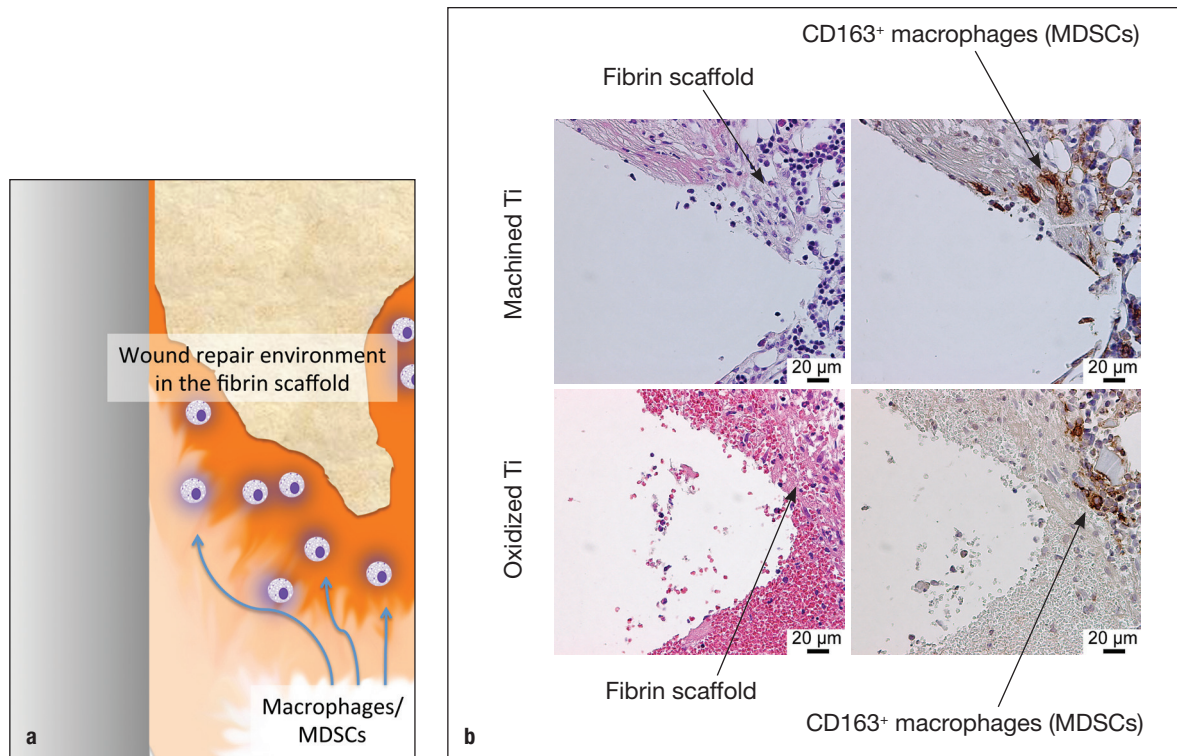 Wound repair environment
in the fibrin scaffold
Macrophages/
MDSCs
a
CD163⁺ macrophages (MDSCs)
Fibrin scaffold
Machined Ti
20 µm
20 µm
Oxidized Ti
20 µm
20 µm
Fibrin scaffold
CD163⁺ macrophages (MDSCs)
b